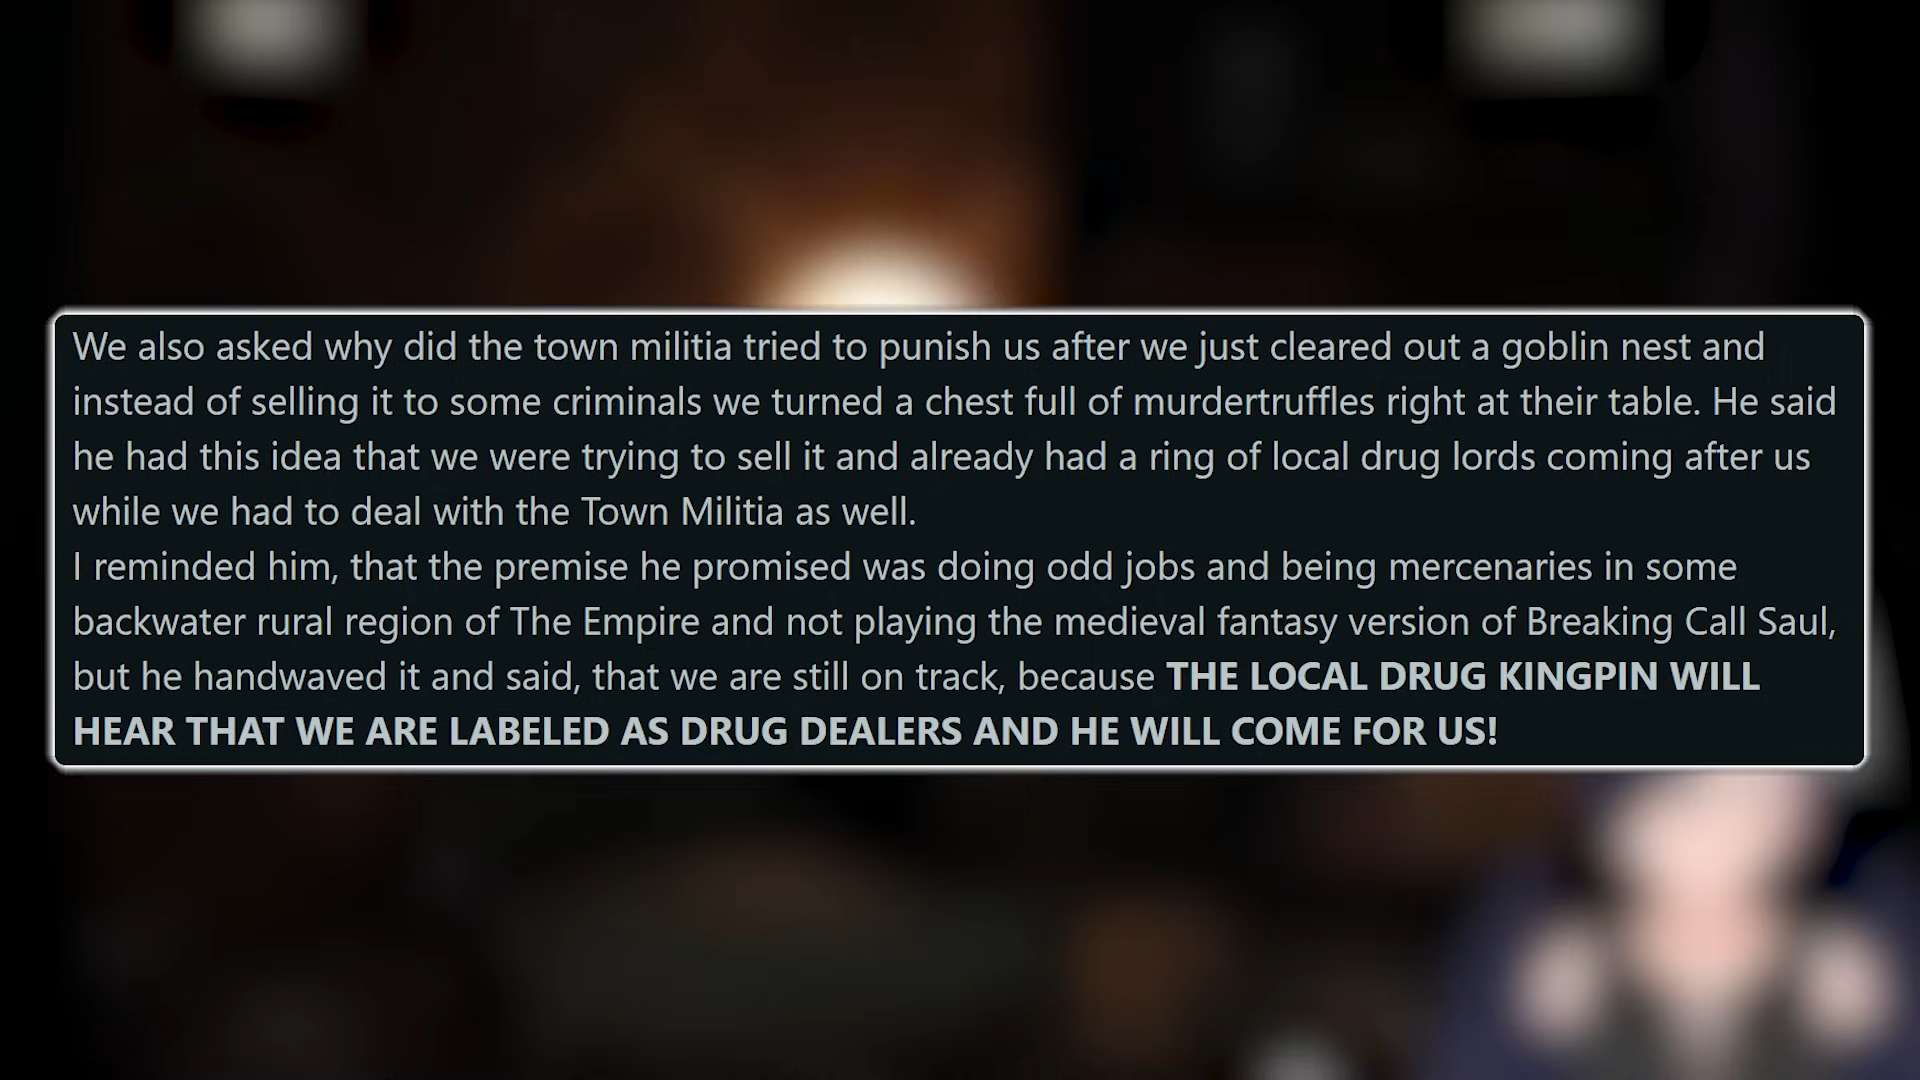 We also asked why did the town militia tried to punish us after we just cleared out a goblin nest and
instead of selling it to some criminals we turned a chest full of murdertruffles right at their table. He said
he had this idea that we were trying to sell it and already had a ring of local drug lords coming after us
while we had to deal with the Town Militia as well.
I reminded him, that the premise he promised was doing odd jobs and being mercenaries in some
backwater rural region of The Empire and not playing the medieval fantasy version of Breaking Call Saul,
but he handwaved it and said, that we are still on track, because THE LOCAL DRUG KINGPIN WILL
HEAR THAT WE ARE LABELED AS DRUG DEALERS AND HE WILL COME FOR US!